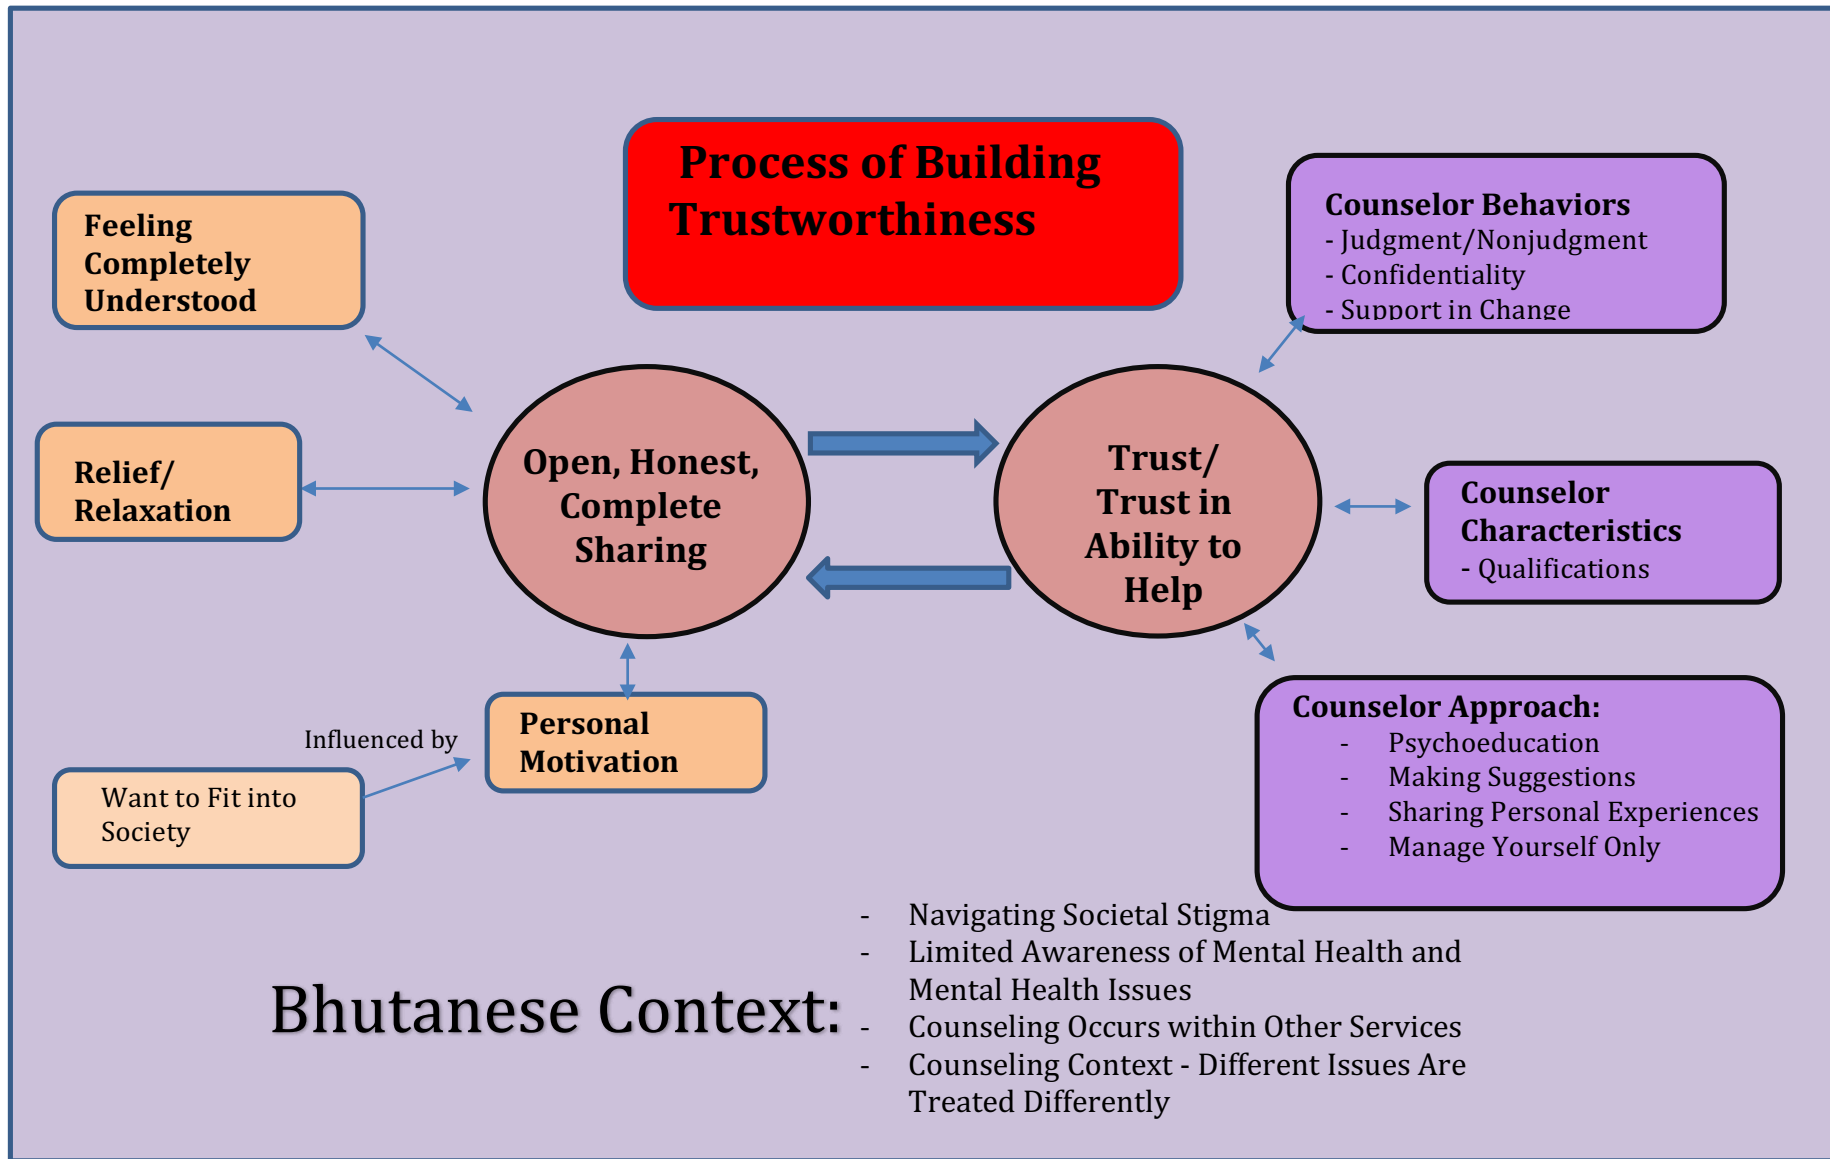 Process of Building
Trustworthiness
Feeling
Completely
Understood
Relief/
Relaxation
Open, Honest,
Complete
Sharing
Trust/
Trust in
Ability to
Help
Counselor Behaviors
- Judgment/Nonjudgment
- Confidentiality
- Support in Change
Counselor
Characteristics
- Qualifications
Counselor Approach:
- Psychoeducation
- Making Suggestions
- Sharing Personal Experiences
- Manage Yourself Only
Personal
Motivation
Influenced by
Want to Fit into
Society
Bhutanese Context:
- Navigating Societal Stigma
- Limited Awareness of Mental Health and
Mental Health Issues
- Counseling Occurs within Other Services
- Counseling Context - Different Issues Are
Treated Differently